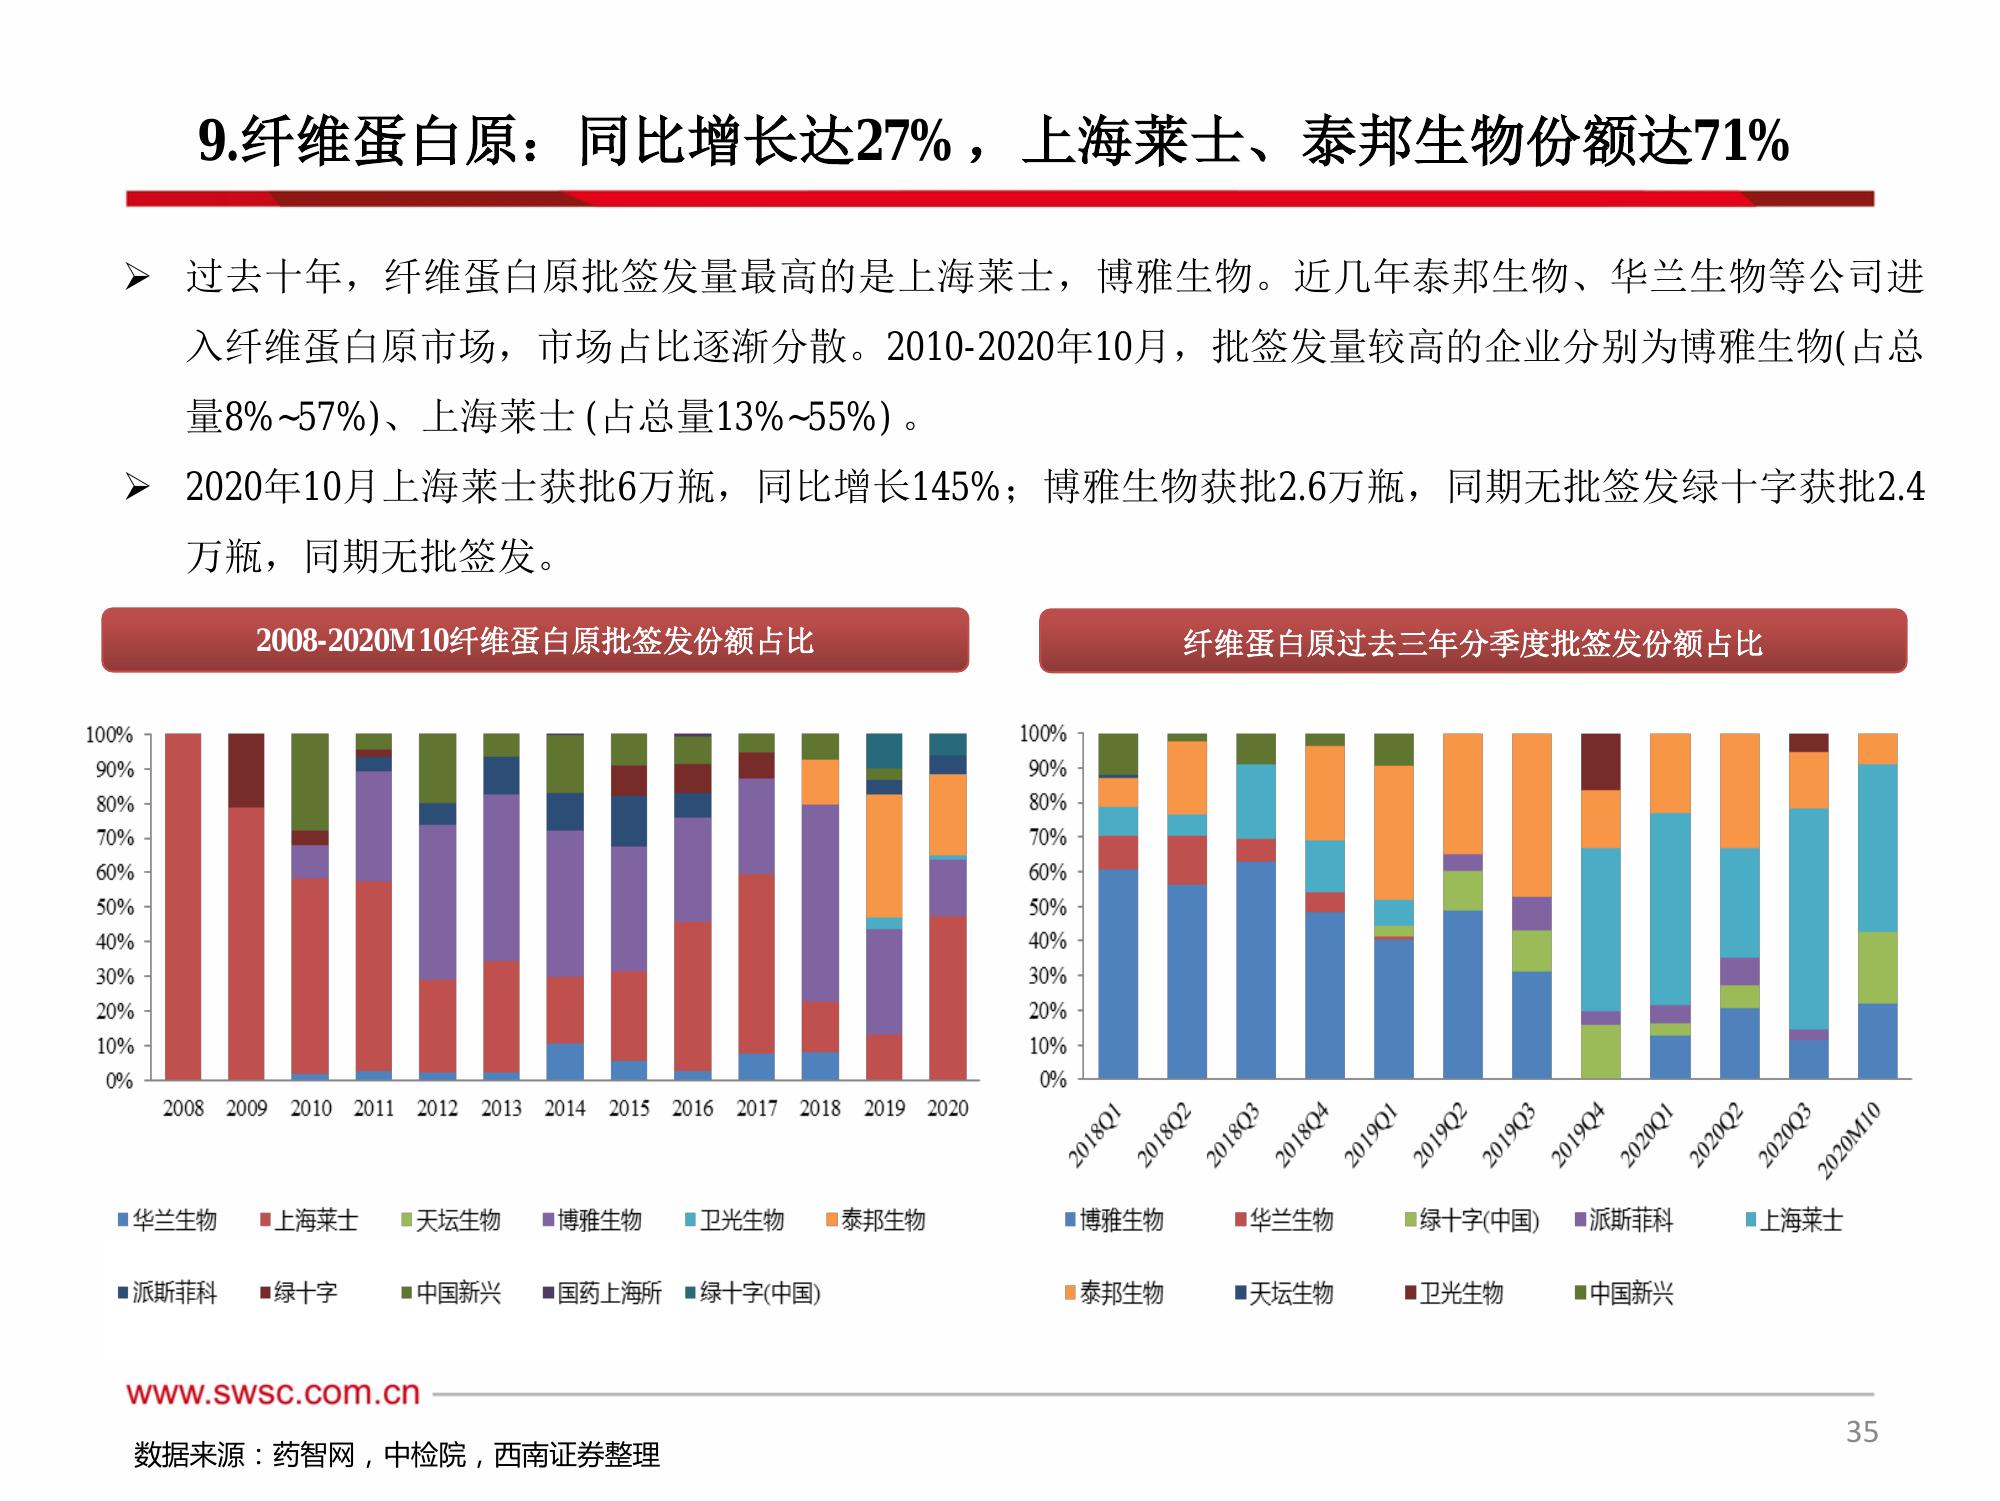 9.纤维蛋白原：同比增长达27%，上海莱士、泰邦生物份额达71%
➢ 过去十年，纤维蛋白原批签发量最高的是上海莱士，博雅生物。近几年泰邦生物、华兰生物等公司进
入纤维蛋白原市场，市场占比逐渐分散。2010-2020年10月，批签发量较高的企业分别为博雅生物(占总
量8%~57%)、上海莱士 (占总量13%~55%) 。
➢ 2020年10月上海莱士获批6万瓶，同比增长145%；博雅生物获批2.6万瓶，同期无批签发绿十字获批2.4
万瓶，同期无批签发。
2008-2020M10纤维蛋白原批签发份额占比
100%
90%
80%
70%
60%
50%
40%
30%
20%
10%
0%
2008 2009 2010 2011 2012 2013 2014 2015 2016 2017 2018 2019 2020
华兰生物 上海莱士 天坛生物 博雅生物 卫光生物 泰邦生物
派斯菲科 绿十字 中国新兴 国药上海所 绿十字(中国)
纤维蛋白原过去三年分季度批签发份额占比
100%
90%
80%
70%
60%
50%
40%
30%
20%
10%
0%
2018Q1 2018Q2 2018Q3 2018Q4 2019Q1 2019Q2 2019Q3 2019Q4 2020Q1 2020Q2 2020Q3 2020M10
博雅生物 华兰生物 绿十字(中国) 派斯菲科 上海莱士
泰邦生物 天坛生物 卫光生物 中国新兴
www.swsc.com.cn
35
数据来源：药智网，中检院，西南证券整理